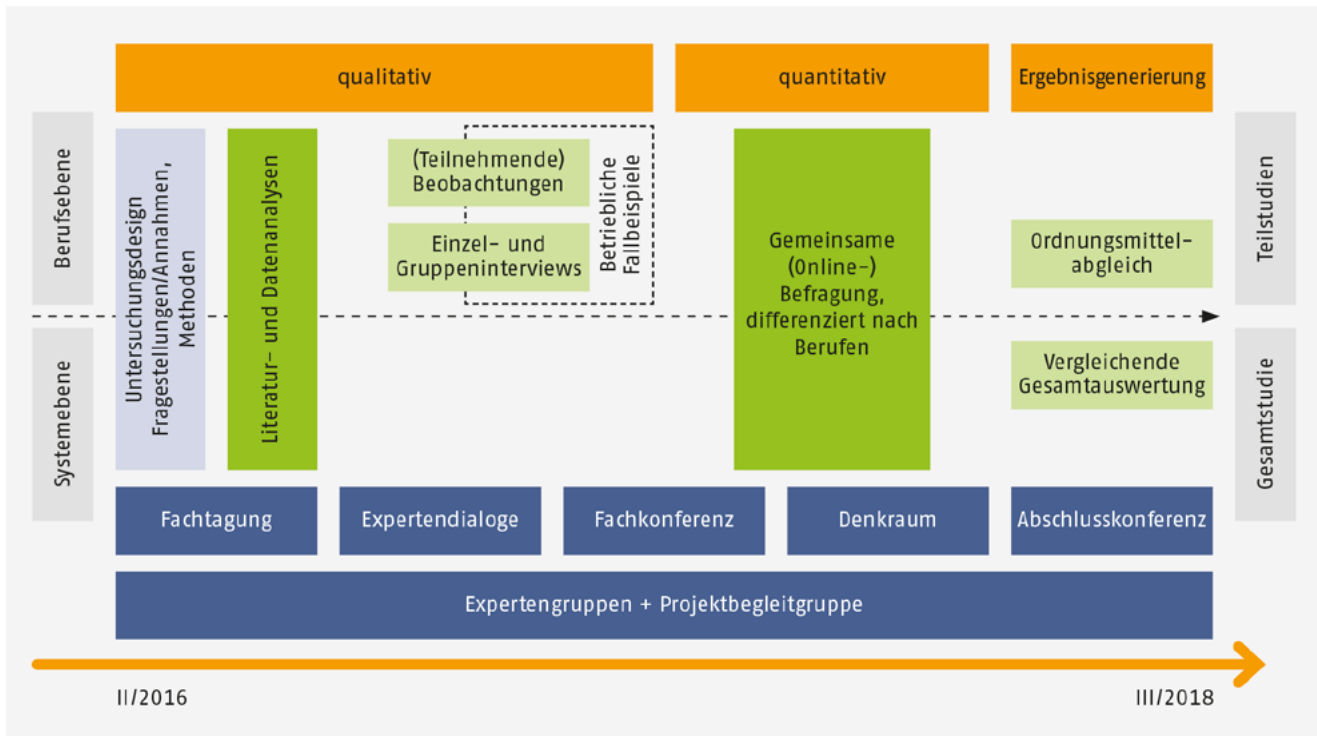 qualitativ
quantitativ
Ergebnisgenerierung
Berufsebene
Systemebene
Untersuchungsdesign
Fragestellungen/Annahmen,
Methoden
Literatur- und Datenanalysen
(Teilnehmende)
Beobachtungen
Einzel- und
Gruppeninterviews
Betriebliche
Fallbeispiele
Gemeinsame
(Online-)
Befragung,
differenziert nach
Berufen
Ordnungsmittel-
abgleich
Vergleichende
Gesamtauswertung
Teilstudien
Gesamtstudie
Fachtagung
Expertendialoge
Fachkonferenz
Denkraum
Abschlusskonferenz
Expertengruppen + Projektbegleitgruppe
II/2016
III/2018